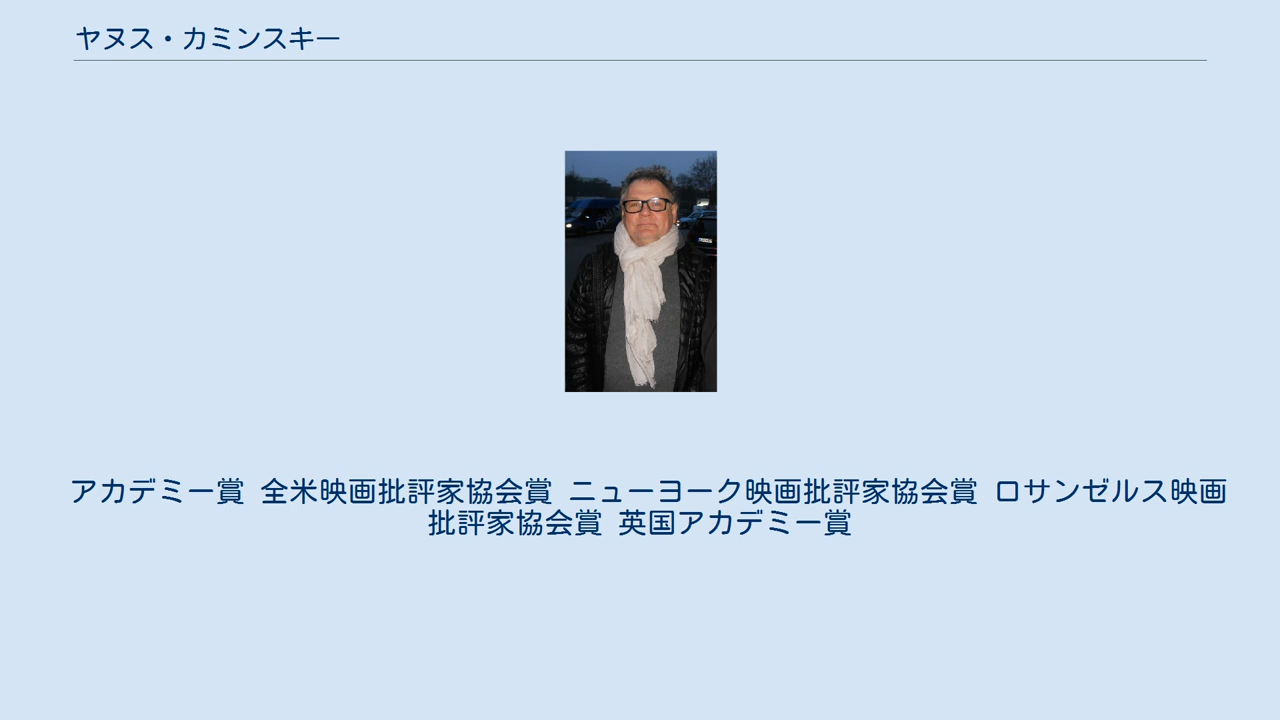 ヤヌス・カミンスキー
アカデミー賞 全米映画批評家協会賞 ニューヨーク映画批評家協会賞 ロサンゼルス映画
批評家協会賞 英国アカデミー賞